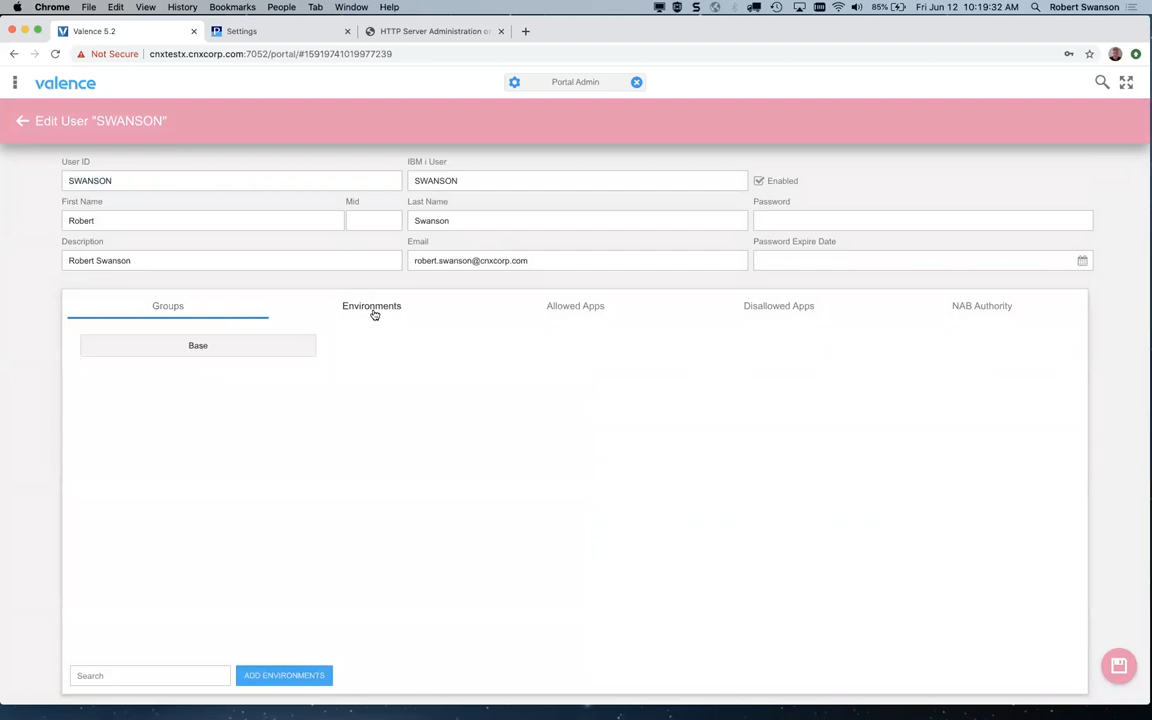 Chrome File Edit View History Bookmarks People Tab Window Help 85% Fri Jun 12 10:19:32 AM Robert Swanson
Valence 5.2 Settings HTTP Server Administration o
Not Secure cnxtestx.cnxcorp.com:7052/portal/#15919741019977239
valence Portal Admin
Edit User "SWANSON"
User ID IBM i User
SWANSON SWANSON Enabled
First Name Mid Last Name Password
Robert Swanson
Description Email Password Expire Date
Robert Swanson robert.swanson@cnxcorp.com
Groups Environments Allowed Apps Disallowed Apps NAB Authority
Base
Search ADD ENVIRONMENTS